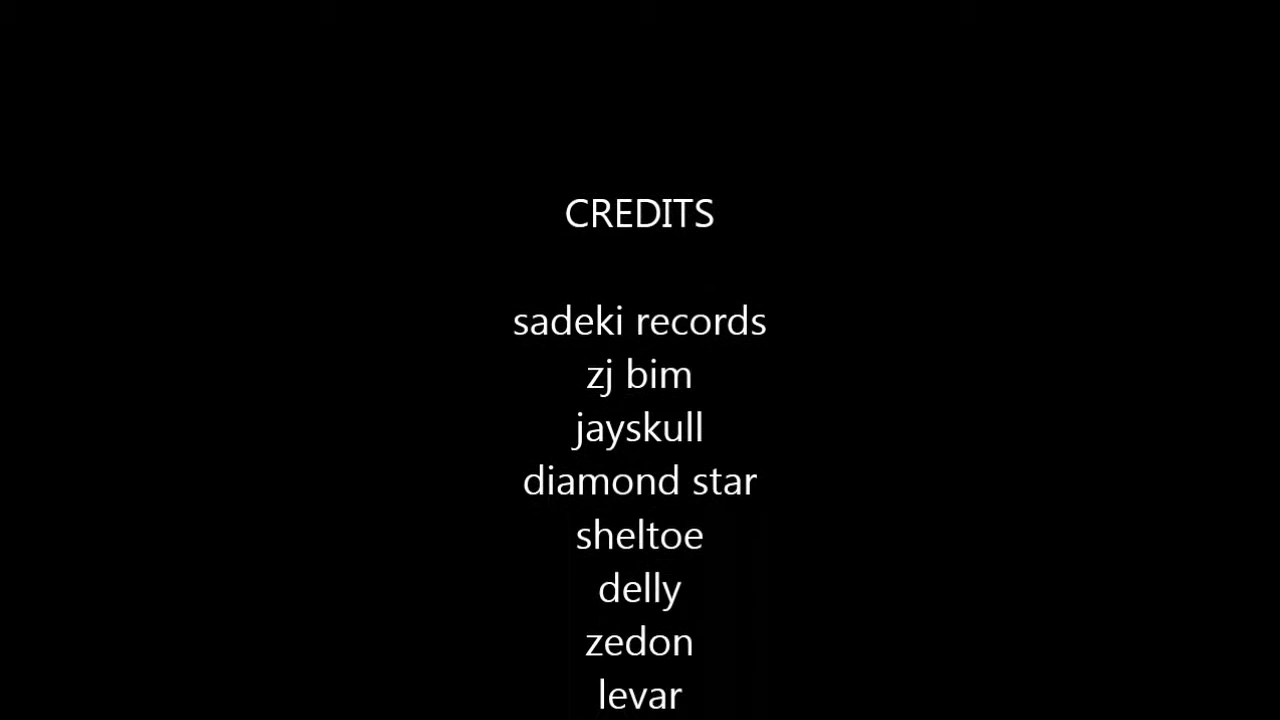 CREDITS
sadeki records
zj bim
jayskull
diamond star
sheltoe
delly
zedon
levar